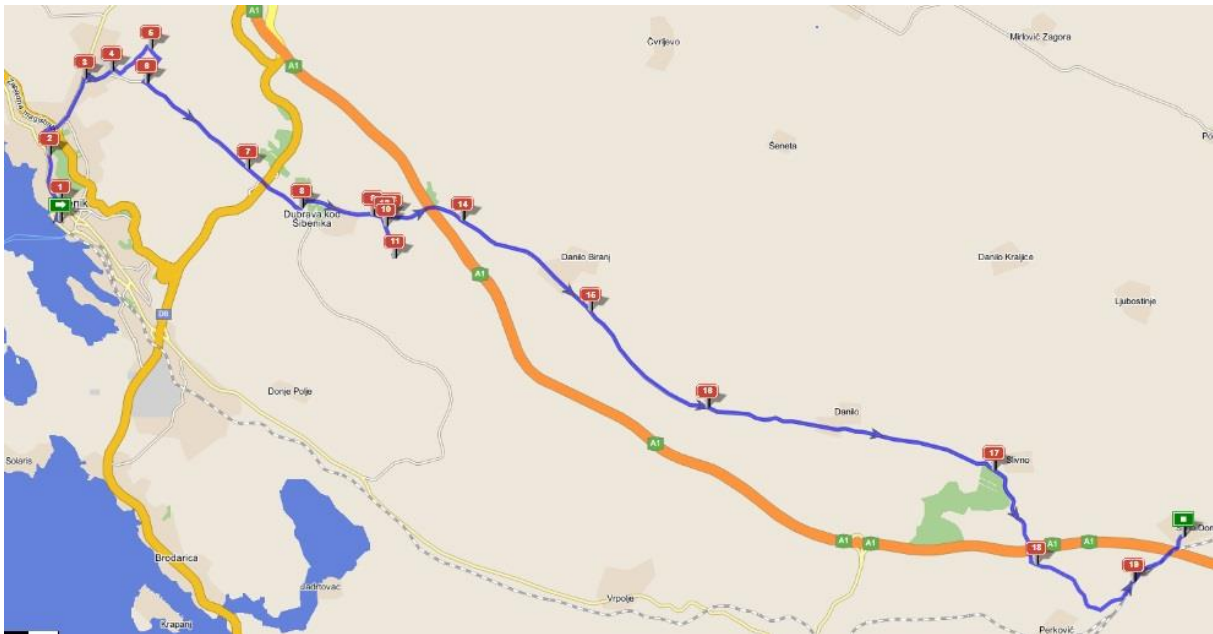 A1
Čvrljevo
Mirlović Zagora
5
3
4
6
A1
2
Šeneta
7
1
8
14
Dubrava kod
Šibenika
10
11
Danilo Biranj
Danilo Kraljice
A1
Ljubostinje
15
D8
Donje Polje
16
Danilo
A1
Solaris
17
Slivno
A1
A1
A1
A1
18
Brodarica
19
Jadrtovac
Vrpolje
Krapanj
Perković